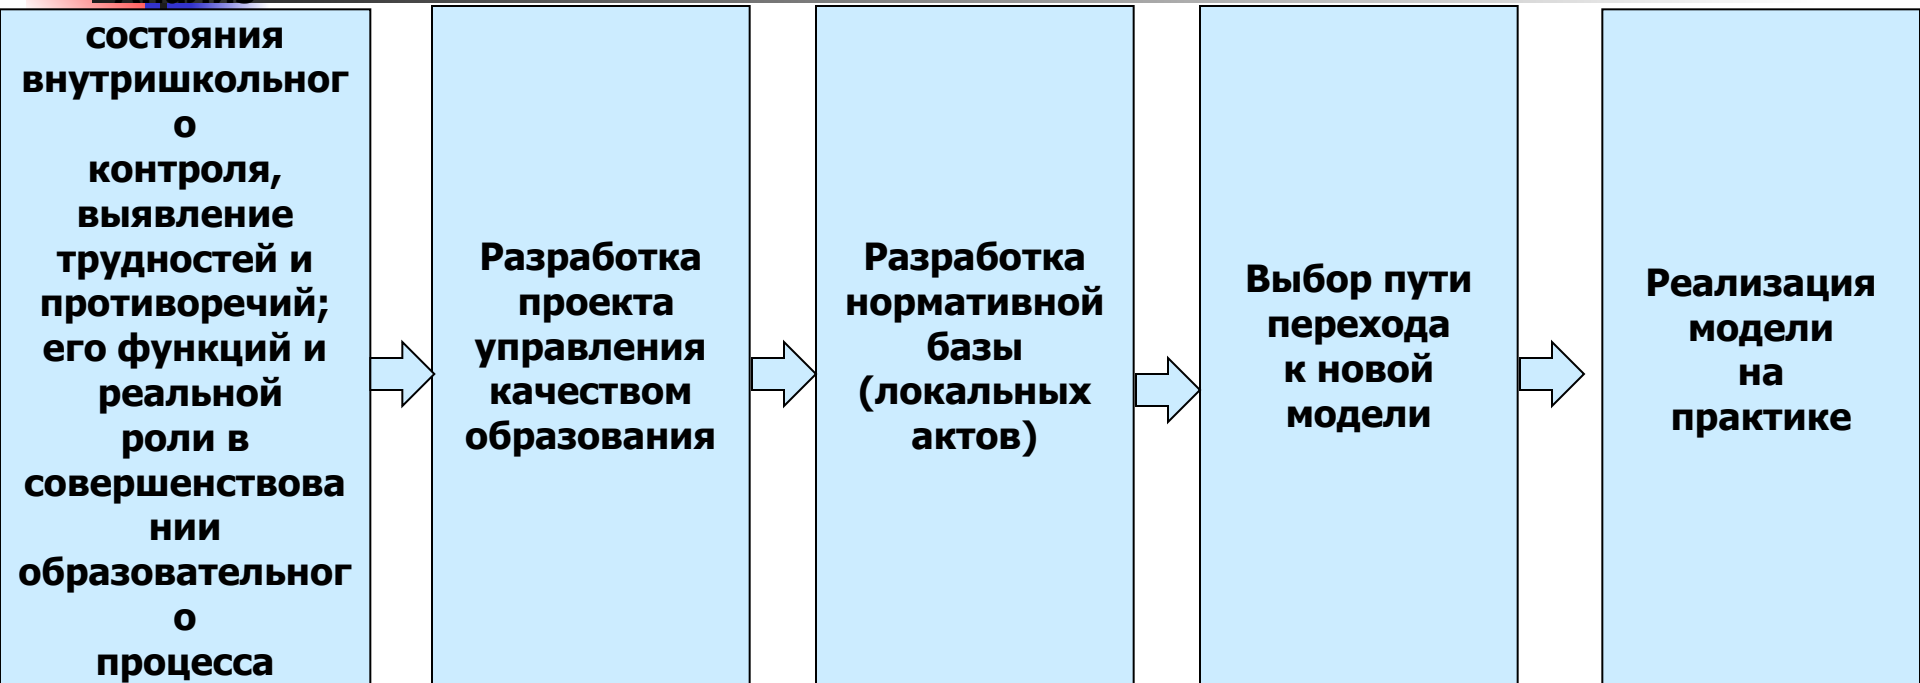 состояния
внутришкольног
о
контроля,
выявление
трудностей и
противоречий;
его функций и
реальной
роли в
совершенствова
нии
образовательног
о
процесса
Разработка
проекта
управления
качеством
образования
Разработка
нормативной
базы
(локальных
актов)
Выбор пути
перехода
к новой
модели
Реализация
модели
на
практике